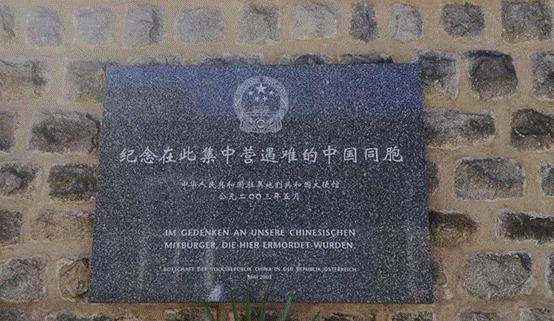 纪念在此集中营遇难的中国同胞
中华人民共和国驻奥地利共和国大使馆
公元二〇〇三年五月
IM GEDENKEN AN UNSERE CHINESISCHEN
MITBÜRGER, DIE HIER ERMORDET WURDEN.
BOTSCHAFT DER VOLKSREPUBLIK CHINA IN DER REPUBLIK ÖSTERREICH
MAI 2003